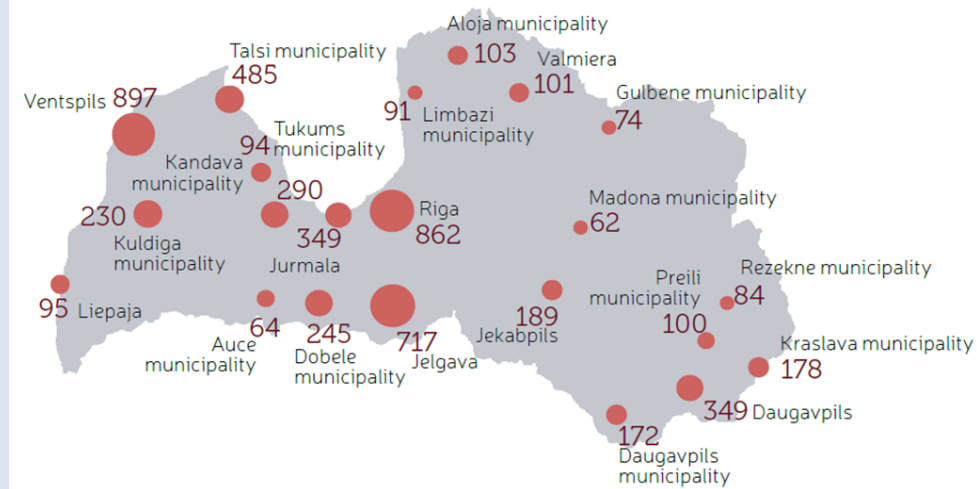 Aloja municipality
103
Talsi municipality
485
Valmiera
101
Ventspils 897
91
Limbazi
municipality
Gulbene municipality
74
Tukums
municipality
94
Kandava
municipality
290
230
Kuldiga
municipality
349
Jurmala
Riga
862
Madona municipality
62
Rezekne municipality
84
Preili
municipality
100
95 Liepaja
64
Auce
municipality
245
Dobele
municipality
717
Jelgava
189
Jekabpils
Kraslava municipality
178
349 Daugavpils
172
Daugavpils
municipality